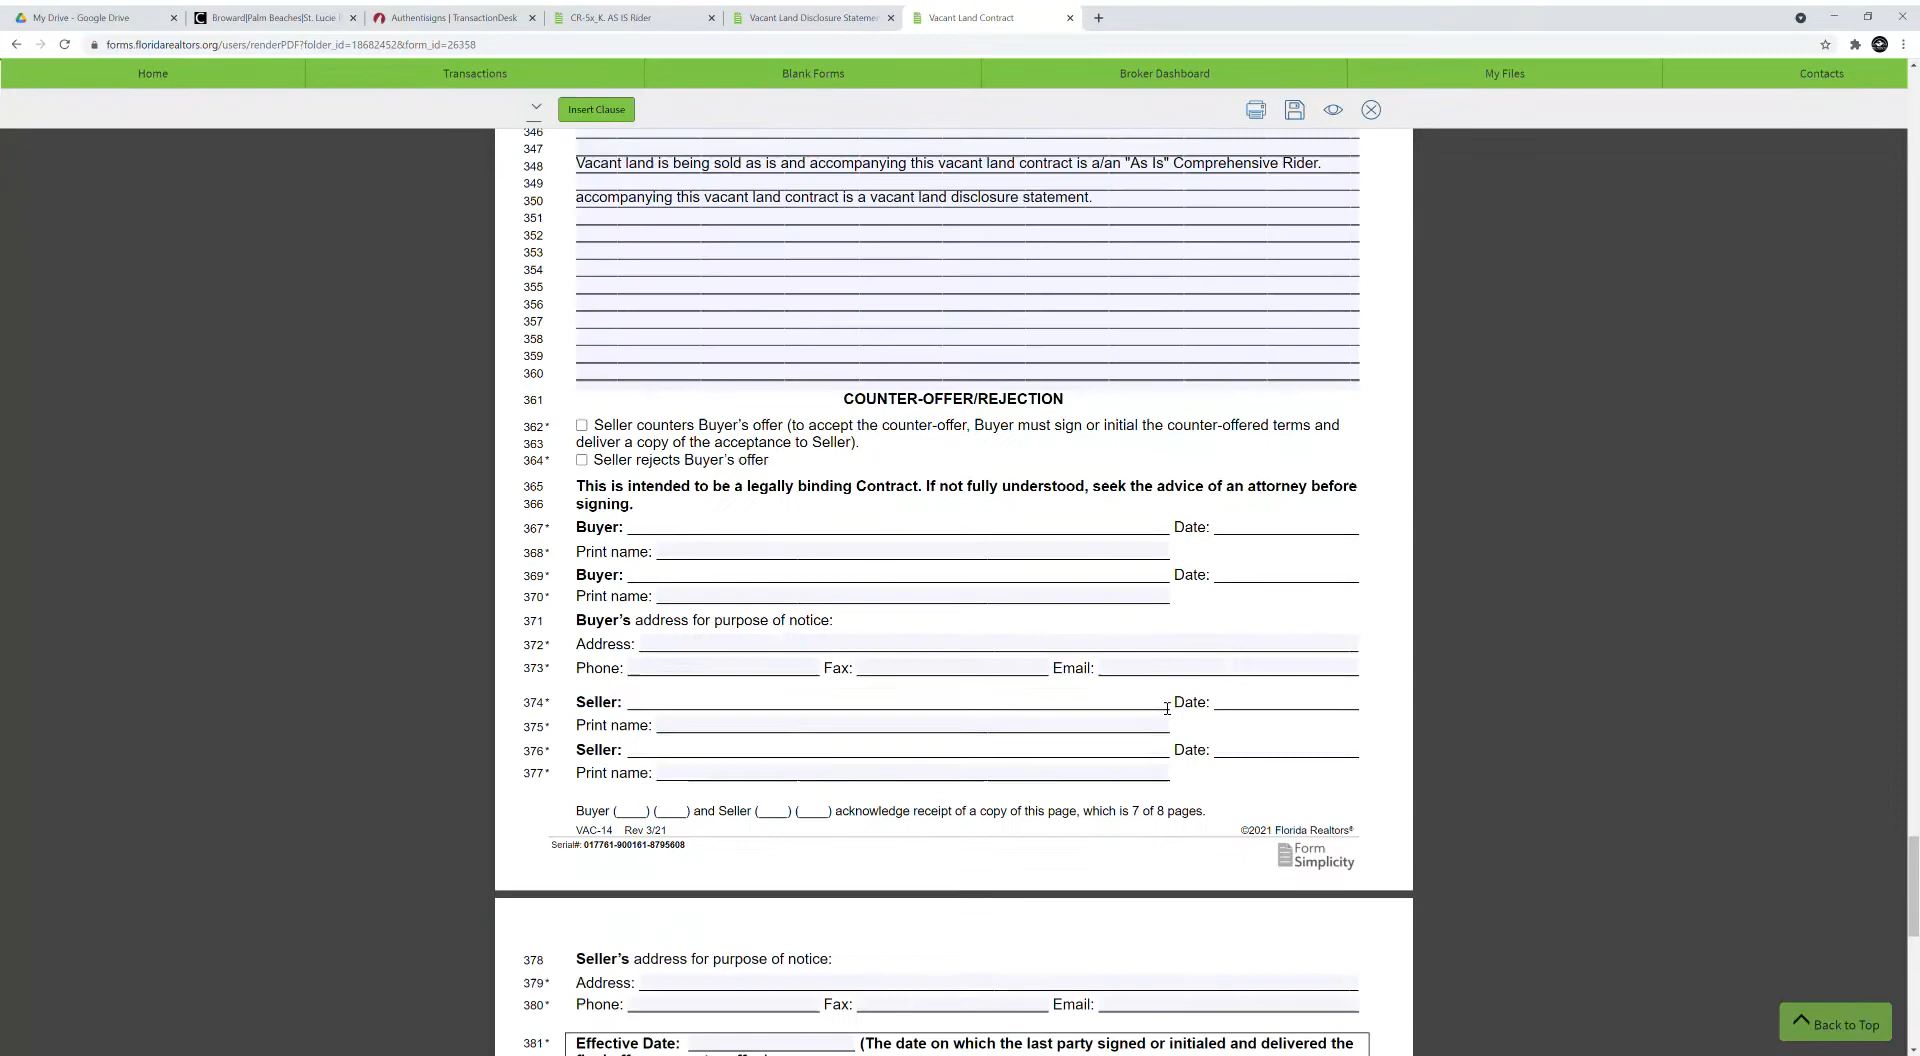 My Drive - Google Drive
Broward|Palm Beaches|St. Lucie
Authentisigns | TransactionDesk
CR-5x_K. AS IS Rider
Vacant Land Disclosure Statemen
Vacant Land Contract
forms.floridarealtors.org/users/renderPDF?folder_id=18682452&form_id=26358
Home Transactions Blank Forms Broker Dashboard My Files Contacts
Insert Clause
346
347
348 Vacant land is being sold as is and accompanying this vacant land contract is a/an "As Is" Comprehensive Rider.
349
350 accompanying this vacant land contract is a vacant land disclosure statement.
351
352
353
354
355
356
357
358
359
360
361 COUNTER-OFFER/REJECTION
362* Seller counters Buyer's offer (to accept the counter-offer, Buyer must sign or initial the counter-offered terms and
363 deliver a copy of the acceptance to Seller).
364* Seller rejects Buyer's offer
365 This is intended to be a legally binding Contract. If not fully understood, seek the advice of an attorney before
366 signing.
367* Buyer: Date:
368* Print name:
369* Buyer: Date:
370* Print name:
371 Buyer's address for purpose of notice:
372* Address:
373* Phone: Fax: Email:
374* Seller: Date:
375* Print name:
376* Seller: Date:
377* Print name:
Buyer (____) (____) and Seller (____) (____) acknowledge receipt of a copy of this page, which is 7 of 8 pages.
VAC-14 Rev 3/21 ©2021 Florida Realtors®
Serial#: 017761-900161-8795608
Form
Simplicity
378 Seller's address for purpose of notice:
379* Address:
380* Phone: Fax: Email:
381* Effective Date: (The date on which the last party signed or initialed and delivered the
Back to Top